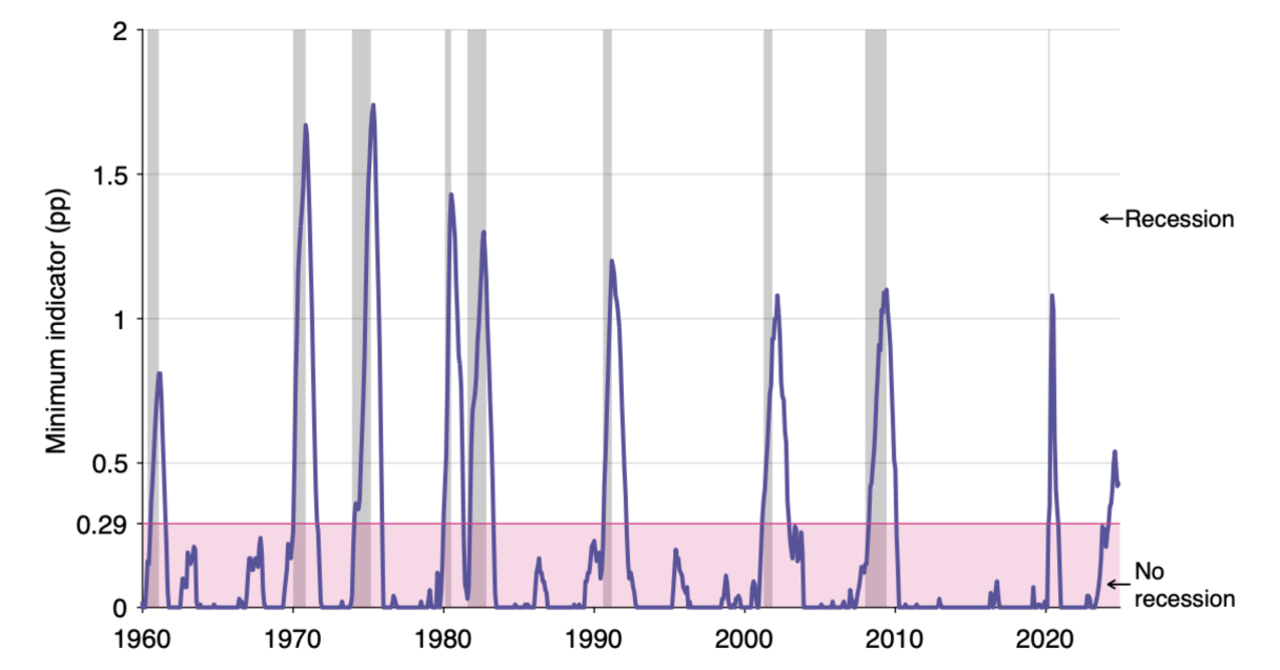 2
1.5
1
0.5
0.29
0
Minimum indicator (pp)
←Recession
← No
recession
1960 1970 1980 1990 2000 2010 2020